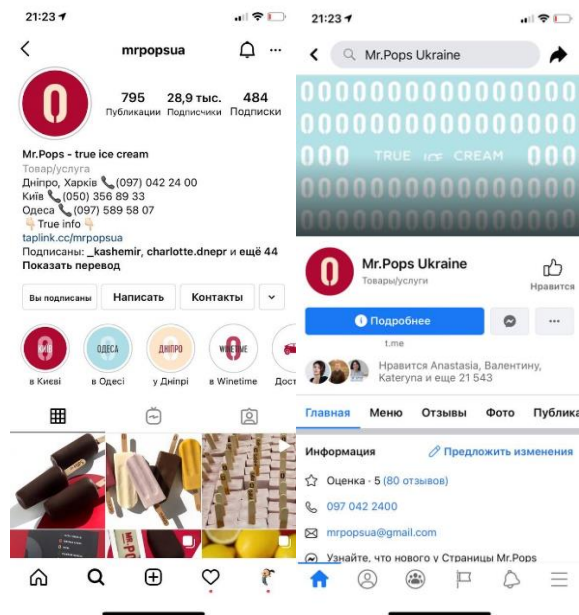 21:23
mrpopsua
795
28,9 тыс.
484
Публикации
Подписчики
Подписки
Mr.Pops - true ice cream
Товар/услуга
Дніпро, Харків 📞(097) 042 24 00
Київ 📞(050) 356 89 33
Одеса 📞(097) 589 58 07
👇🏻True info👇🏻
taplink.cc/mrpopsua
Подписаны: _kashemir, charlotte.dnepr и ещё 44
Показать перевод
Вы подписаны
Написать
Контакты
КИЇВ
ОДЕСА
ДНІПРО
WINETIME
в Києві
в Одесі
у Дніпрі
в Winetime
Дост
21:23
Mr.Pops Ukraine
TRUE ICE CREAM
Mr.Pops Ukraine
Товары/услуги
Нравится
Подробнее
t.me
Нравится Anastasia, Валентину,
Kateryna и еще 21 543
Главная
Меню
Отзывы
Фото
Публика
Информация
Предложить изменения
Оценка · 5 (80 отзывов)
097 042 2400
mrpopsua@gmail.com
Узнайте, что нового у Страницы Mr.Pops